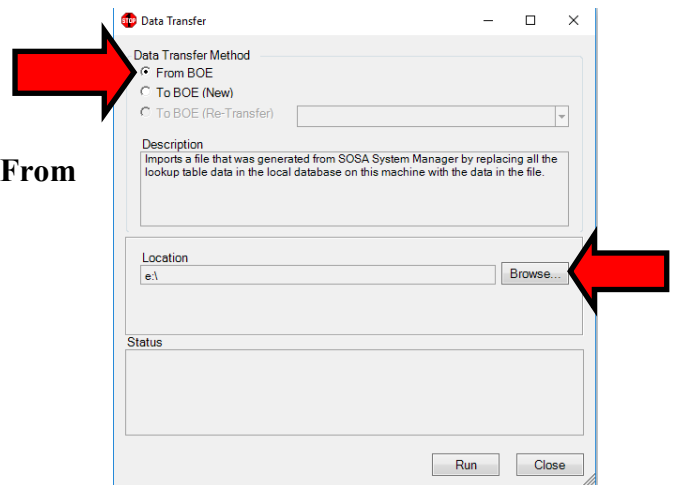 STOP Data Transfer
Data Transfer Method
From BOE
To BOE (New)
To BOE (Re-Transfer)
Description
From
Imports a file that was generated from SOSA System Manager by replacing all the
lookup table data in the local database on this machine with the data in the file.
Location
e:\
Browse...
Status
Run Close